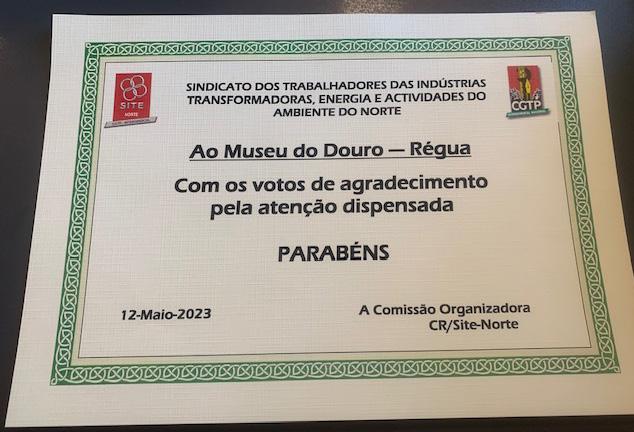 SINDICATO DOS TRABALHADORES DAS INDÚSTRIAS
TRANSFORMADORAS, ENERGIA E ACTIVIDADES DO
AMBIENTE DO NORTE
SITE
NORTE
CGTP
Ao Museu do Douro — Régua
Com os votos de agradecimento
pela atenção dispensada
PARABÉNS
12-Maio-2023
A Comissão Organizadora
CR/Site-Norte